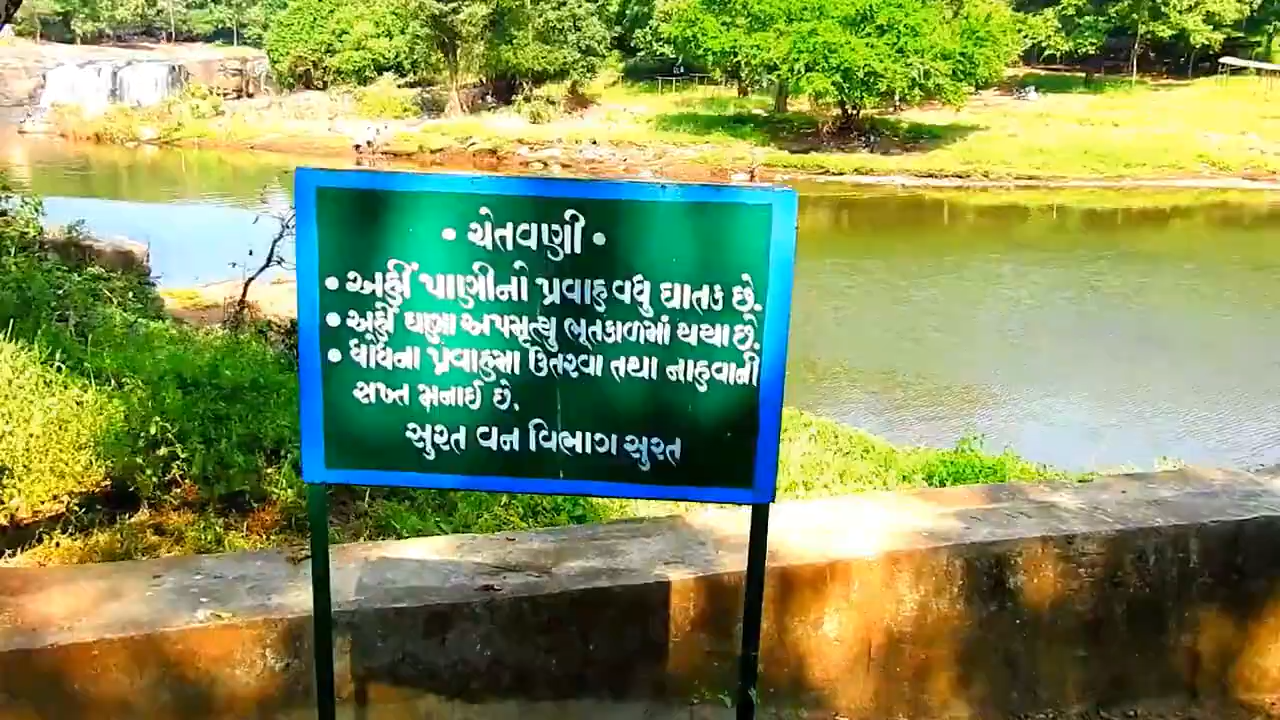 • ચેતવણી •
• અહીં પાણીનો પ્રવાહ વધુ ઘાતક છે.
• અહીં ઘણા અપમૃત્યુ ભૂતકાળમાં થયા છે.
• ધોધના પ્રવાહમા ઉતરવા તથા નાહવાની
સખ્ત મનાઈ છે.
સુરત વન વિભાગ સુરત